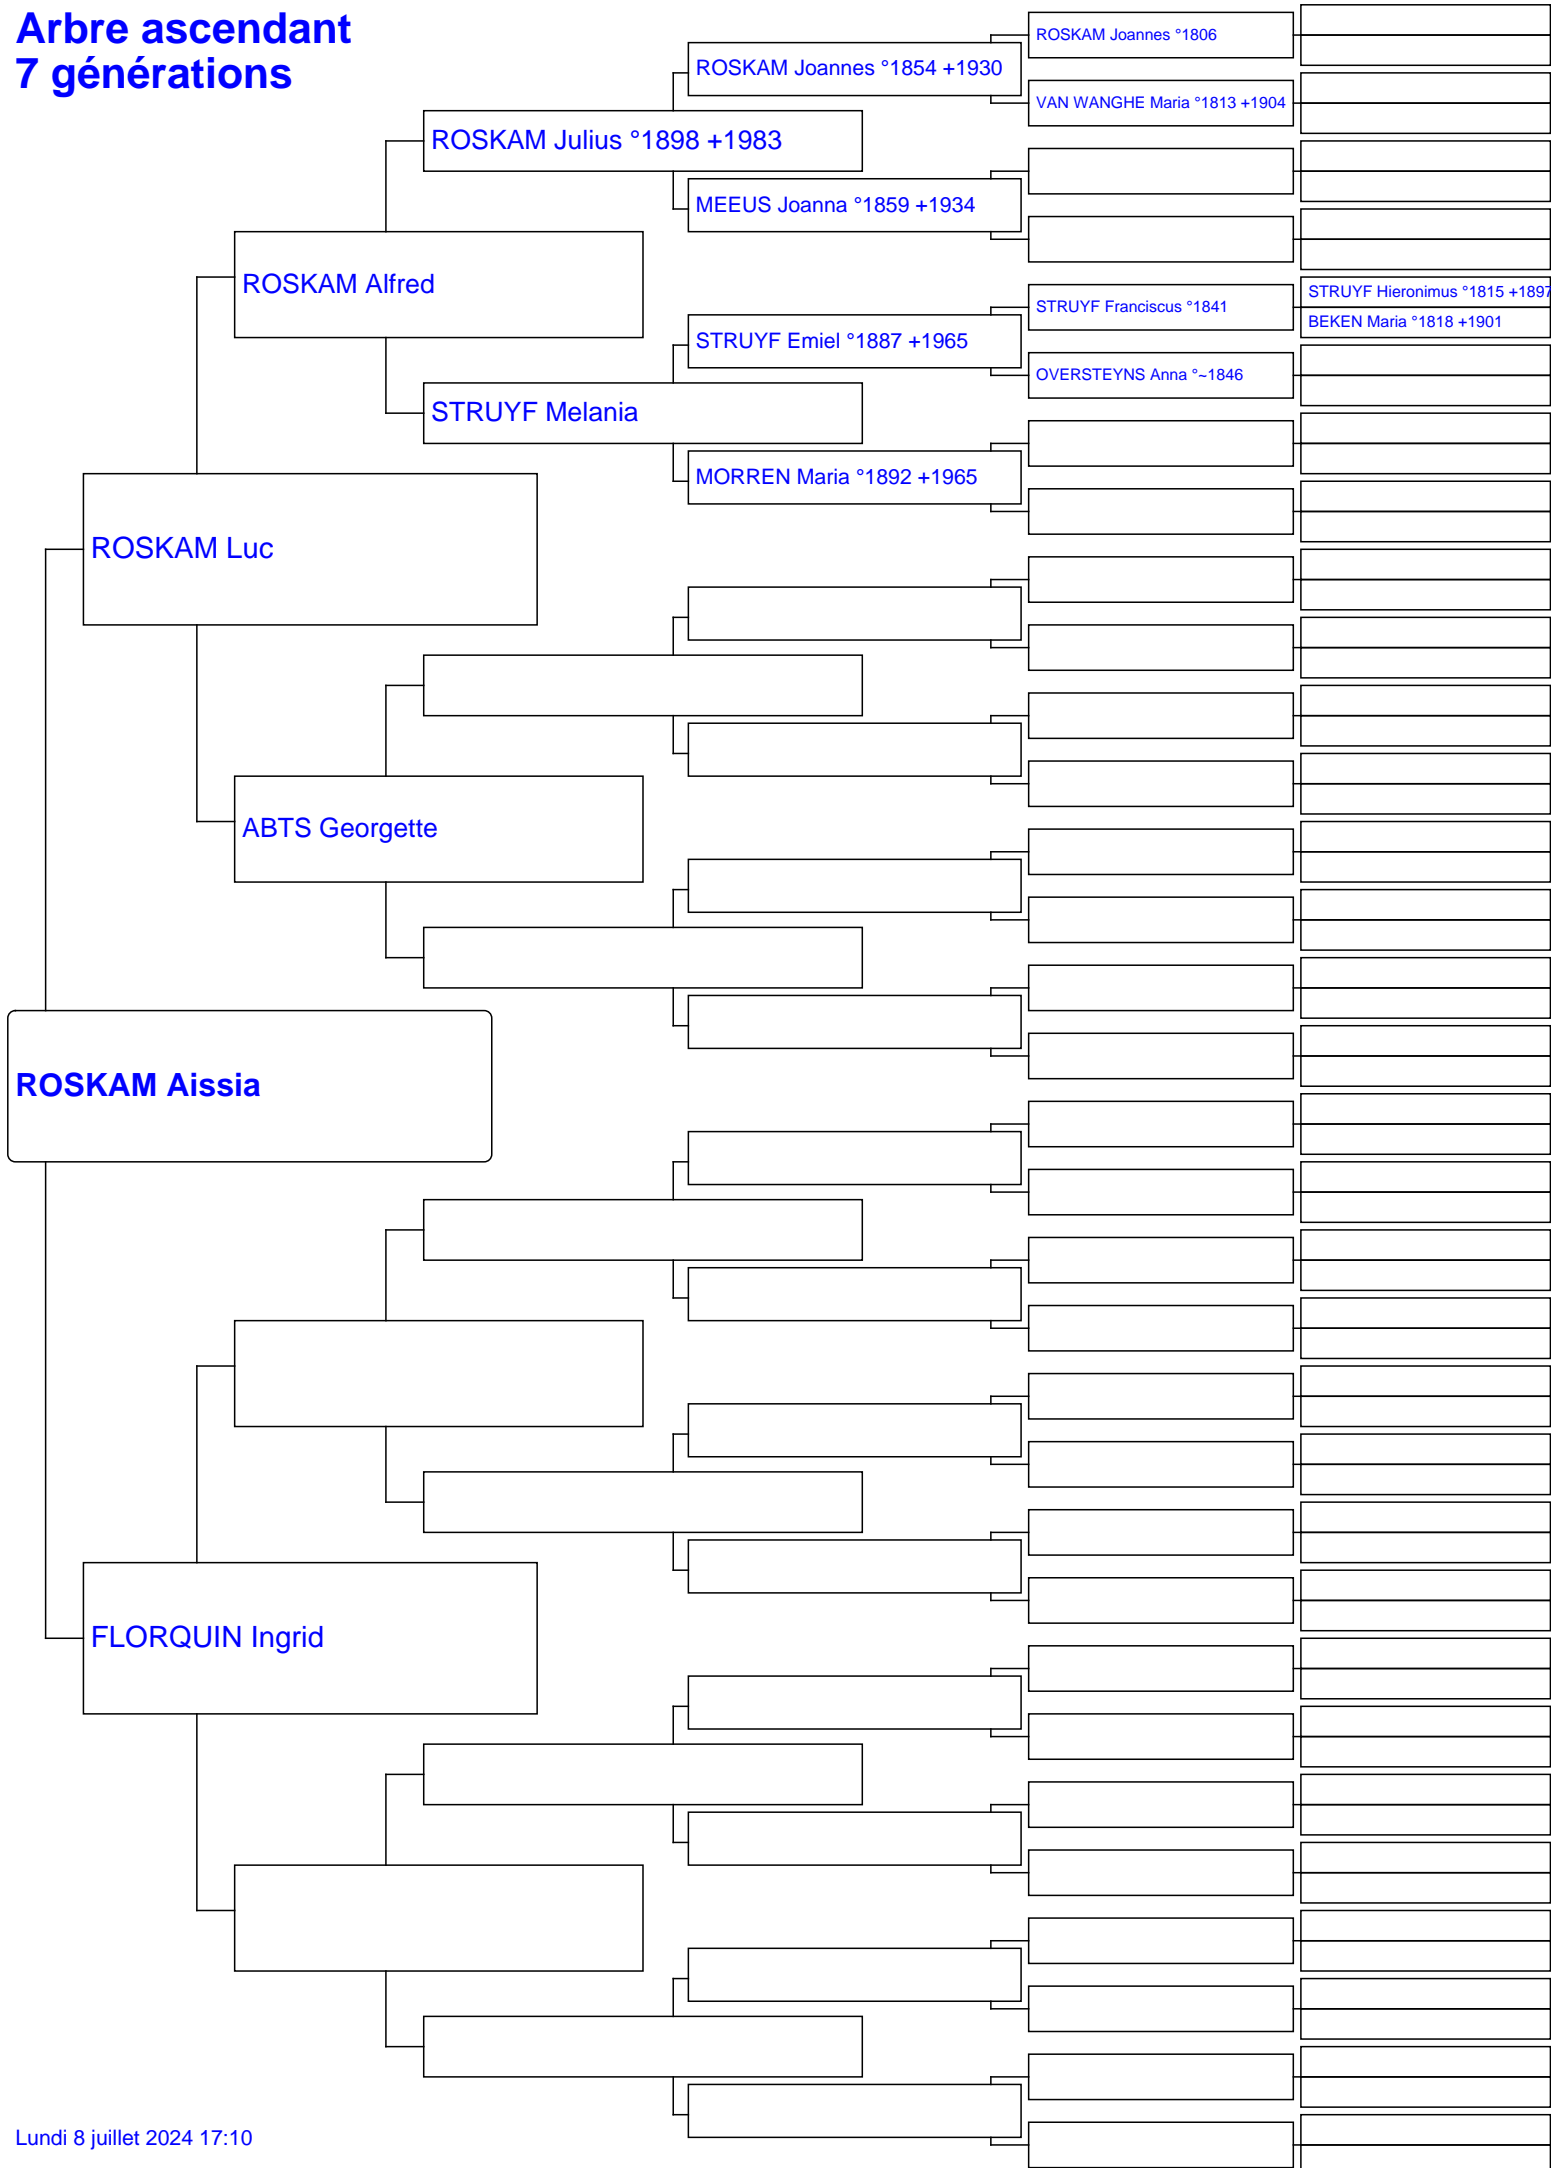 Arbre ascendant
7 générations
ROSKAM Joannes °1806
ROSKAM Joannes °1854 +1930
VAN WANGHE Maria °1813 +1904
ROSKAM Julius °1898 +1983
MEEUS Joanna °1859 +1934
ROSKAM Alfred
STRUYF Hieronimus °1815 +1897
STRUYF Franciscus °1841
BEKEN Maria °1818 +1901
STRUYF Emiel °1887 +1965
OVERSTEYNS Anna °~1846
STRUYF Melania
MORREN Maria °1892 +1965
ROSKAM Luc
ABTS Georgette
ROSKAM Aissia
FLORQUIN Ingrid
Lundi 8 juillet 2024 17:10